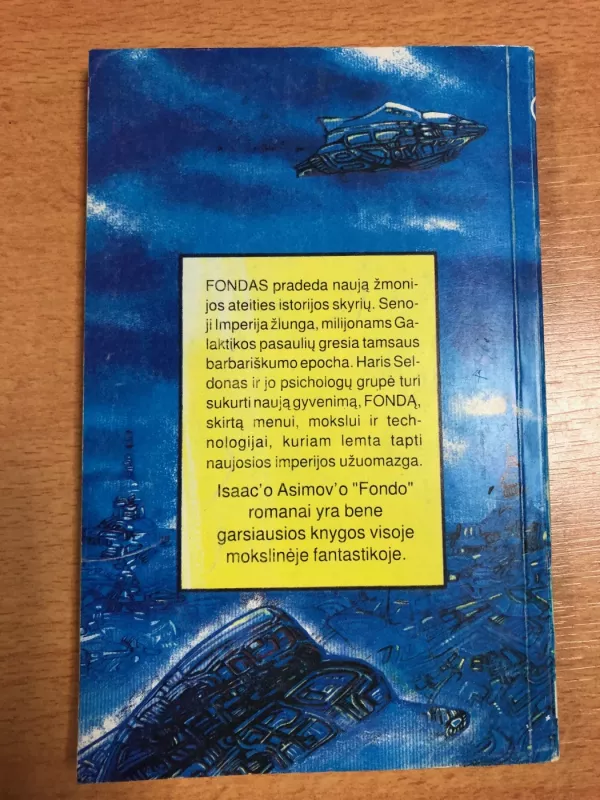 FONDAS pradeda naują žmoni-
jos ateities istorijos skyrių. Seno-
ji Imperija žlunga, milijonams Ga-
laktikos pasaulių gresia tamsaus
barbariškumo epocha. Haris Sel-
donas ir jo psichologų grupė turi
sukurti naują gyvenimą, FONDĄ,
skirtą menui, mokslui ir tech-
nologijai, kuriam lemta tapti
naujosios imperijos užuomazga.
Isaac'o Asimov'o "Fondo"
romanai yra bene
garsiausios knygos visoje
mokslinėje fantastikoje.